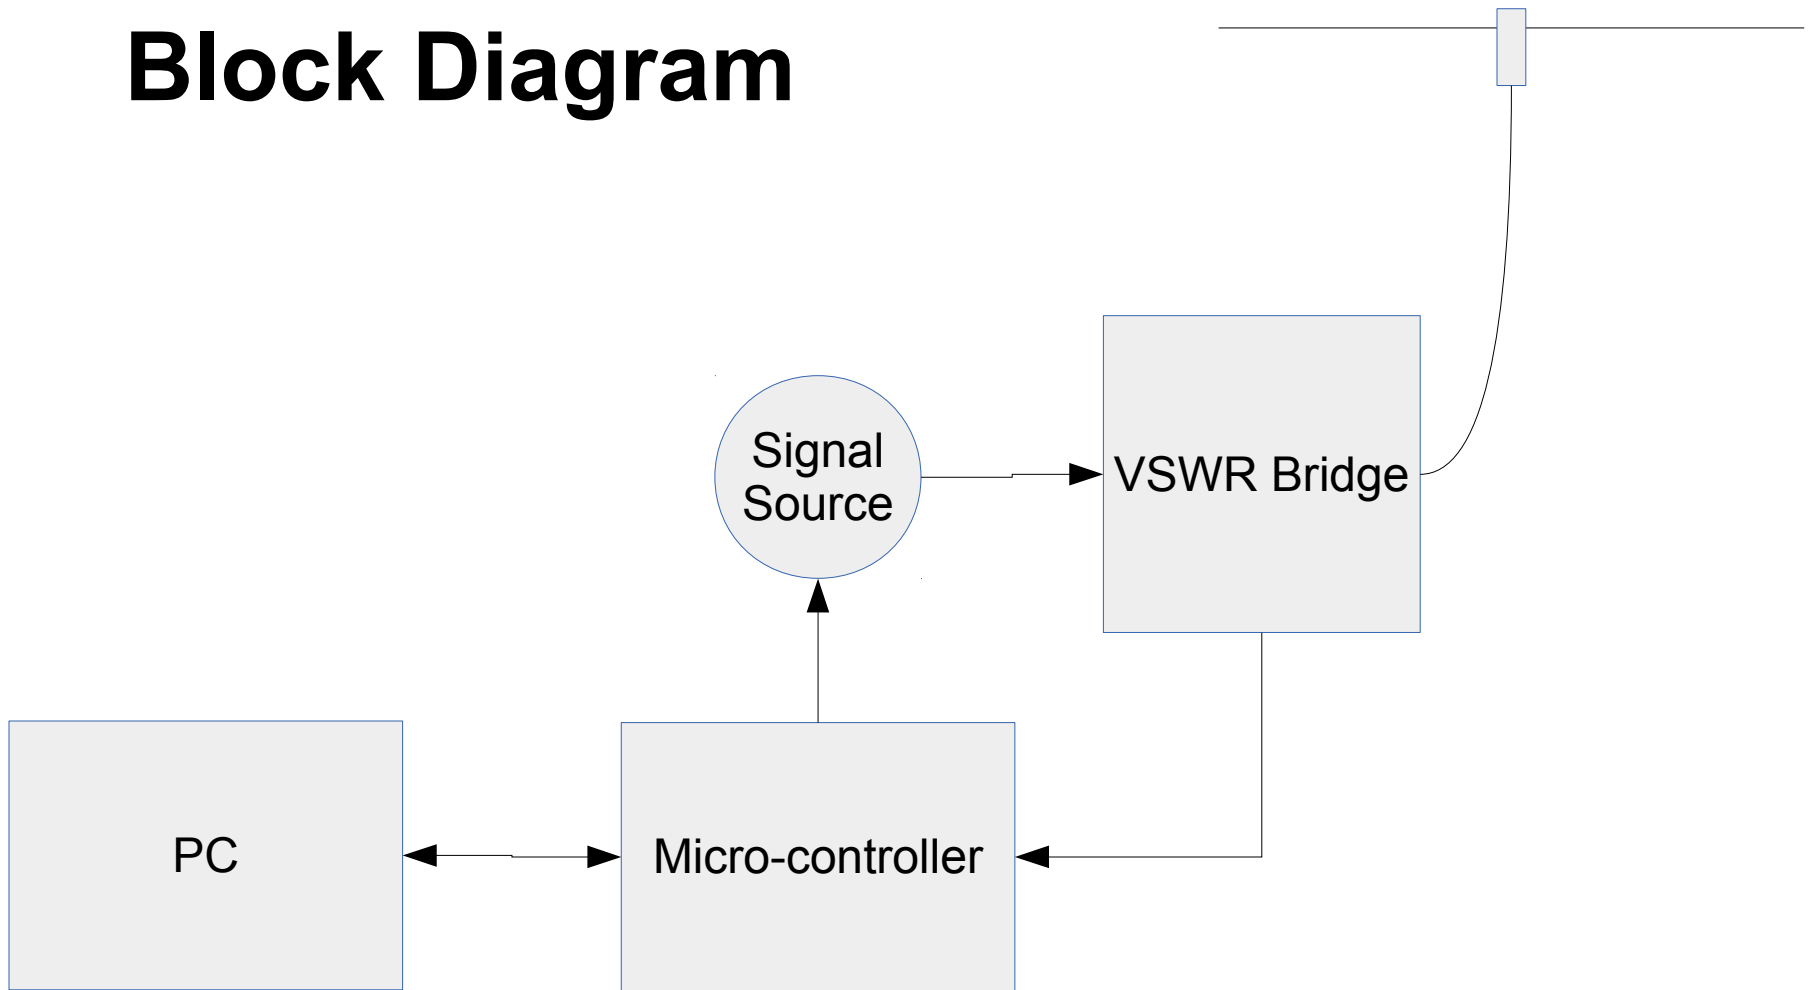 Block Diagram
Signal
Source
VSWR Bridge
PC
Micro-controller